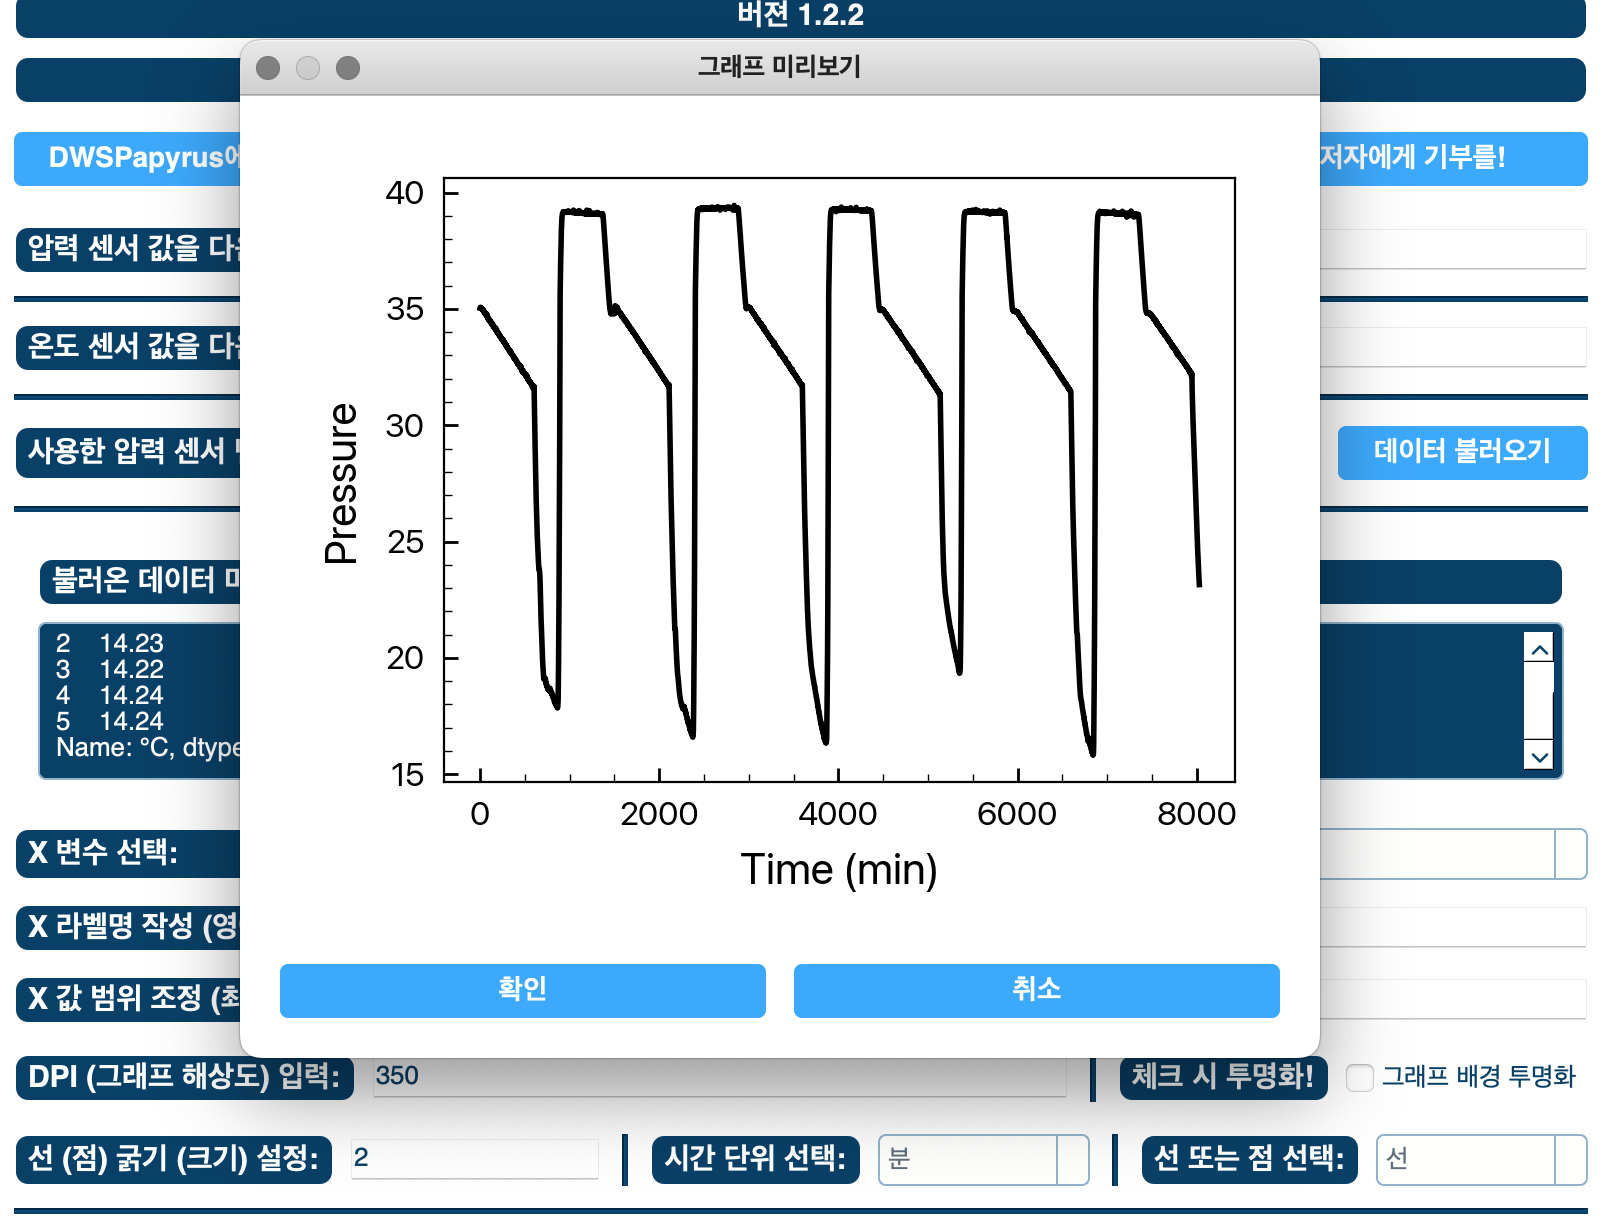 버젼 1.2.2
그래프 미리보기
DWSPapyrus에
저자에게 기부를!
압력 센서 값을 다음
온도 센서 값을 다음
사용한 압력 센서
데이터 불러오기
불러온 데이터
2 14.23
3 14.22
4 14.24
5 14.24
Name: °C, dtype
40
35
30
25
20
15
Pressure
0 2000 4000 6000 8000
Time (min)
확인
취소
X 변수 선택:
X 라벨명 작성 (영
X 값 범위 조정 (최
DPI (그래프 해상도) 입력: 350
체크 시 투명화! 그래프 배경 투명화
선 (점) 굵기 (크기) 설정: 2
시간 단위 선택: 분
선 또는 점 선택: 선